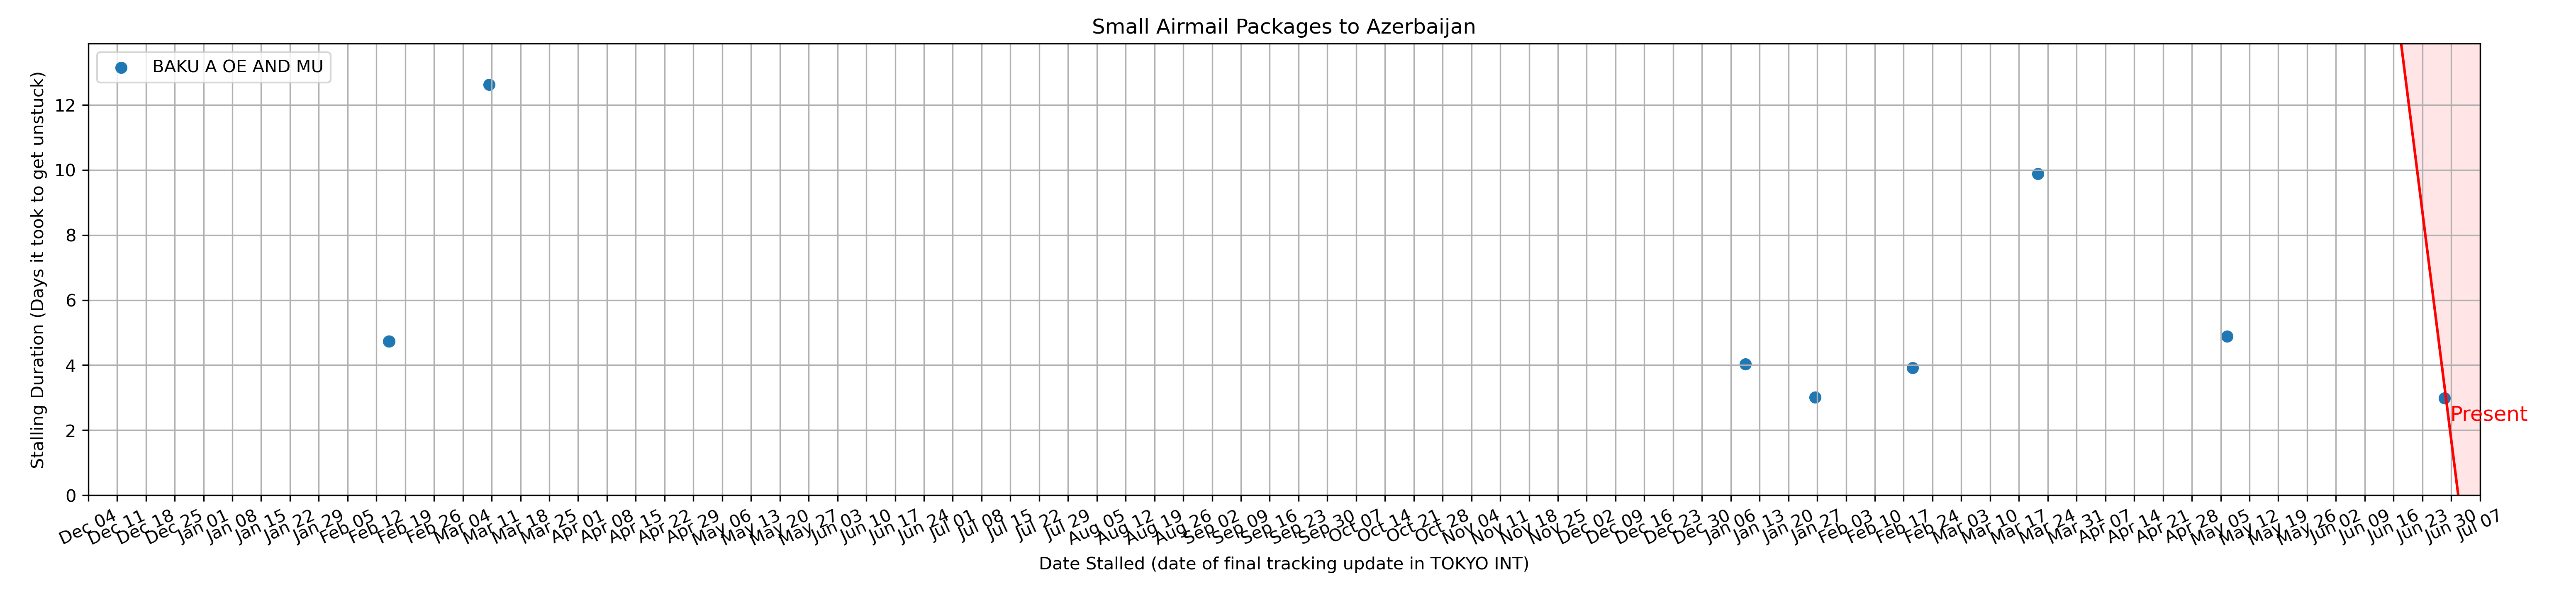 Small Airmail Packages to Azerbaijan
BAKU A OE AND MU
Stalling Duration (Days it took to get unstuck)
12
10
8
6
4
2
0
Present
Dec 04
Dec 11
Dec 18
Dec 25
Jan 01
Jan 08
Jan 15
Jan 22
Jan 29
Feb 05
Feb 12
Feb 19
Feb 26
Mar 04
Mar 11
Mar 18
Mar 25
Apr 01
Apr 08
Apr 15
Apr 22
Apr 29
May 06
May 13
May 20
May 27
Jun 03
Jun 10
Jun 17
Jun 24
Jul 01
Jul 08
Jul 15
Jul 22
Jul 29
Aug 05
Aug 12
Aug 19
Aug 26
Sep 02
Sep 09
Sep 16
Sep 23
Sep 30
Oct 07
Oct 14
Oct 21
Oct 28
Nov 04
Nov 11
Nov 18
Nov 25
Dec 02
Dec 09
Dec 16
Dec 23
Dec 30
Jan 06
Jan 13
Jan 20
Jan 27
Feb 03
Feb 10
Feb 17
Feb 24
Mar 03
Mar 10
Mar 17
Mar 24
Mar 31
Apr 07
Apr 14
Apr 21
Apr 28
May 05
May 12
May 19
May 26
Jun 02
Jun 09
Jun 16
Jun 23
Jun 30
Jul 07
Date Stalled (date of final tracking update in TOKYO INT)